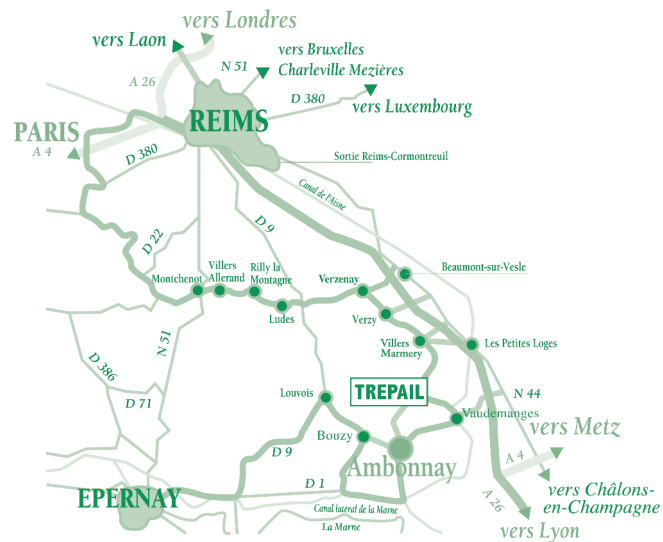 vers Londres
vers Laon
vers Bruxelles
Charleville Mezières
N 51
A 26
D 380
vers Luxembourg
REIMS
PARIS
A 4
D 380
Sortie Reims-Cormontreuil
Canal de l'Aisne
D 9
D 22
Beaumont-sur-Vesle
Montchenot
Villers
Allerand
Rilly la
Montagne
Verzenay
Ludes
Verzy
N 51
Villers
Marmery
Les Petites Loges
D 386
TREPAIL
N 44
Louvois
D 71
Vaudemanges
vers Metz
Bouzy
D 9
Ambonnay
A 4
D 1
EPERNAY
A 26
vers Châlons-
en-Champagne
Canal latéral de la Marne
La Marne
vers Lyon